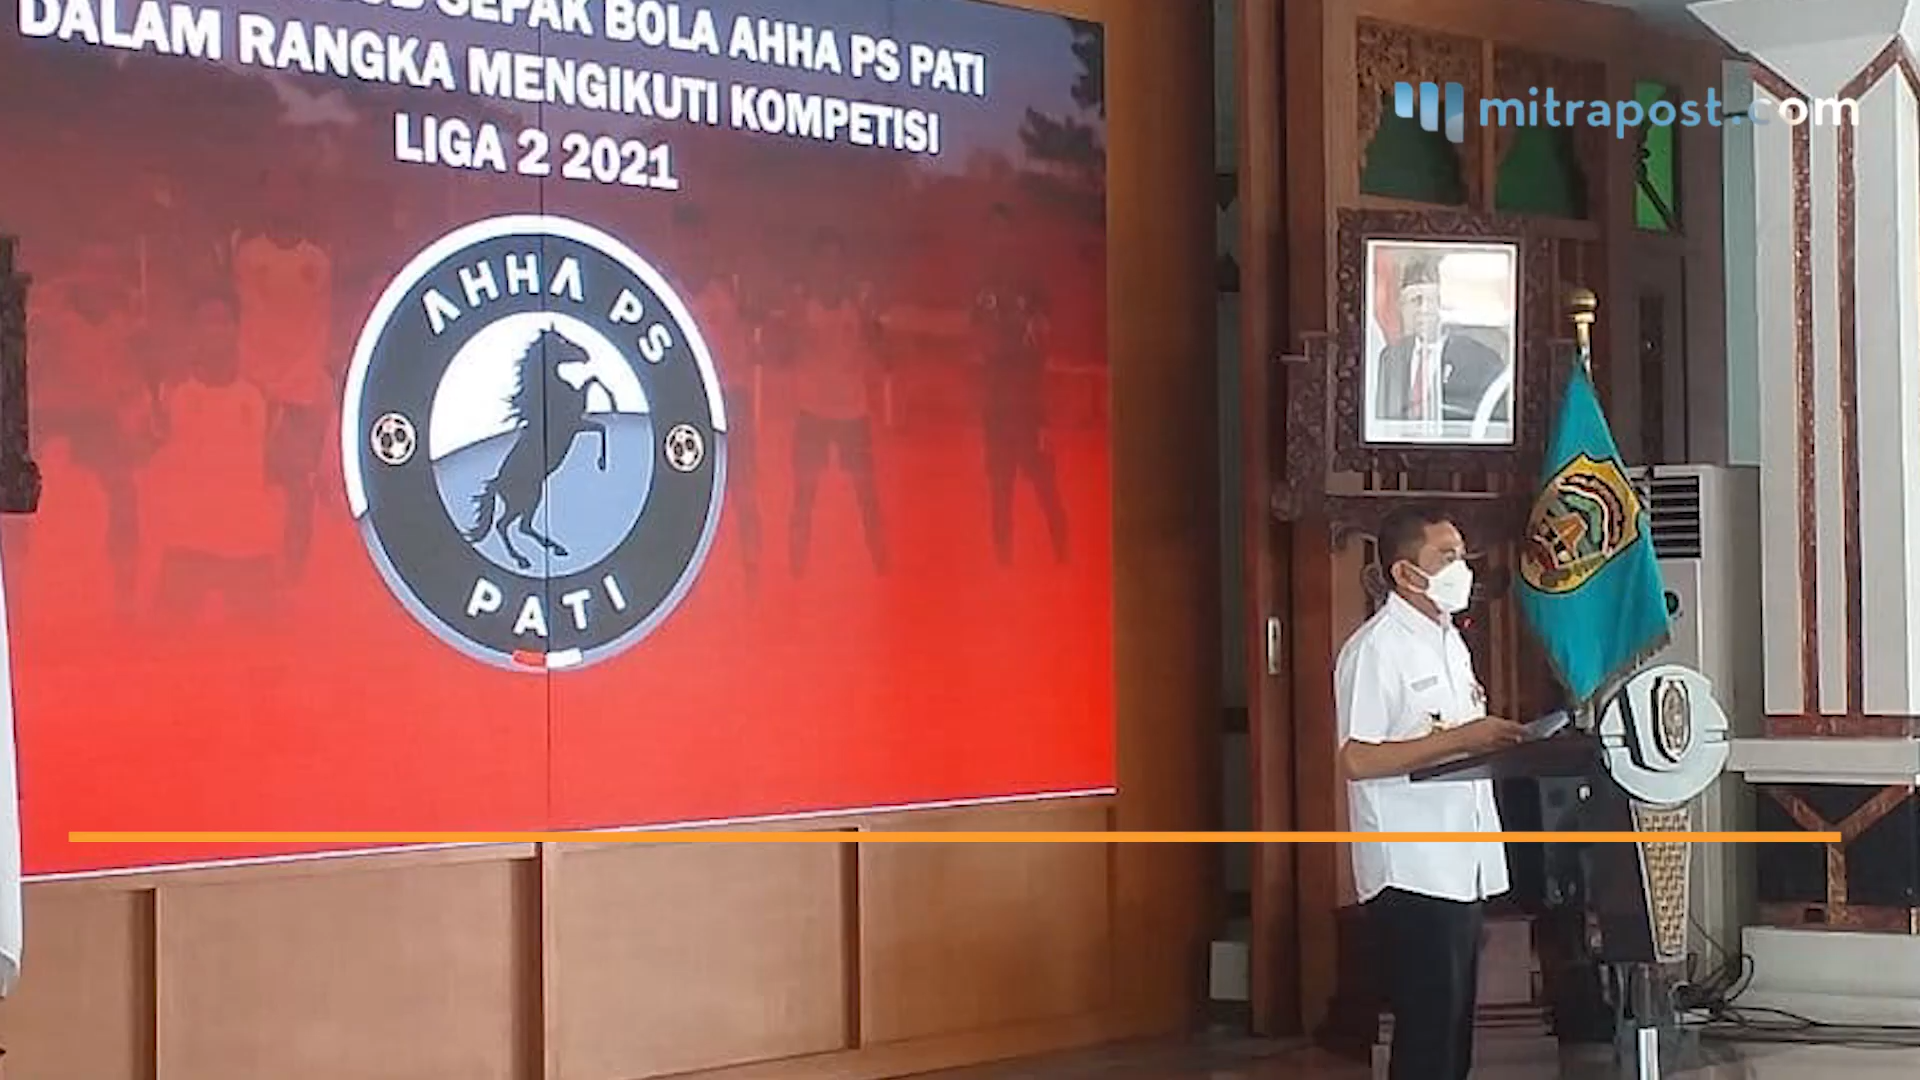 SEPAK BOLA AHHA PS PATI
DALAM RANGKA MENGIKUTI KOMPETISI
LIGA 2 2021
AHHA PS
PATI
mitrapost.com